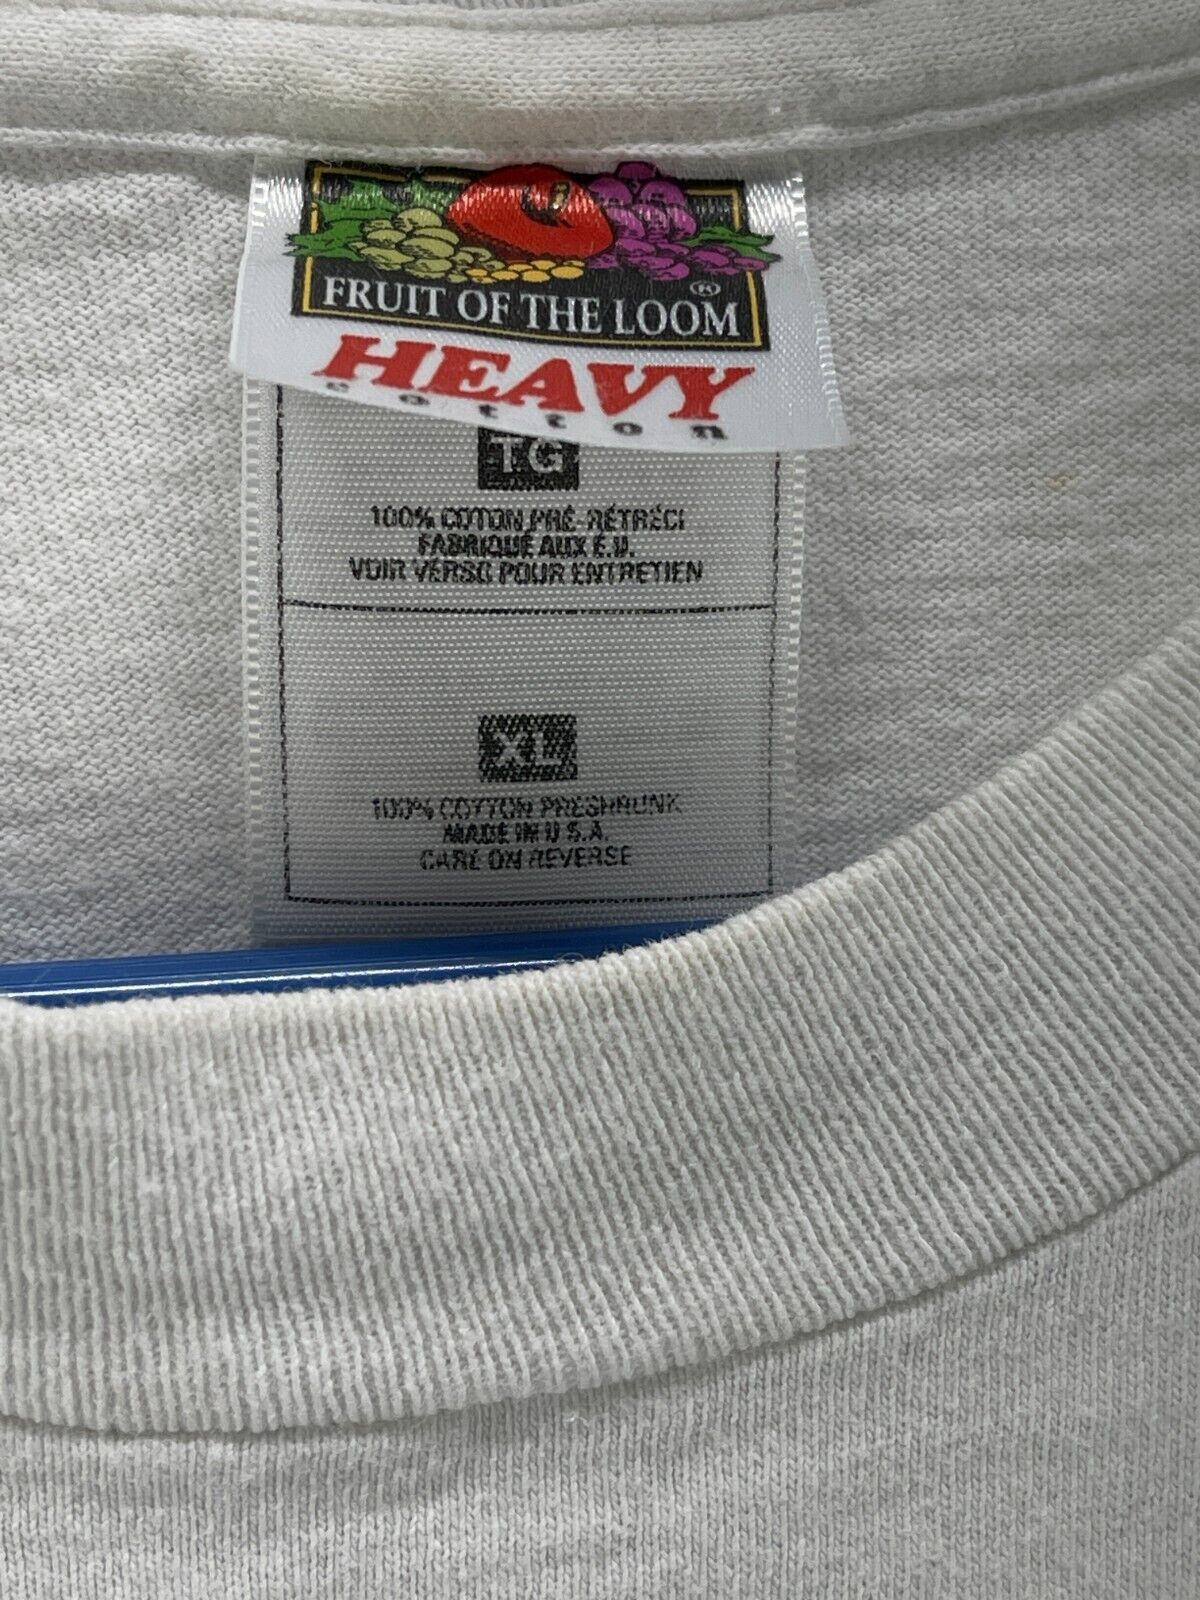 FRUIT OF THE LOOM
HEAVY
cotton
TG
100% COTON PRÉ-RÉTRÉCI
FABRIQUÉ AUX É.U.
VOIR VERSO POUR ENTRETIEN
XL
100% COTTON PRESHRUNK
MADE IN U.S.A.
CARE ON REVERSE